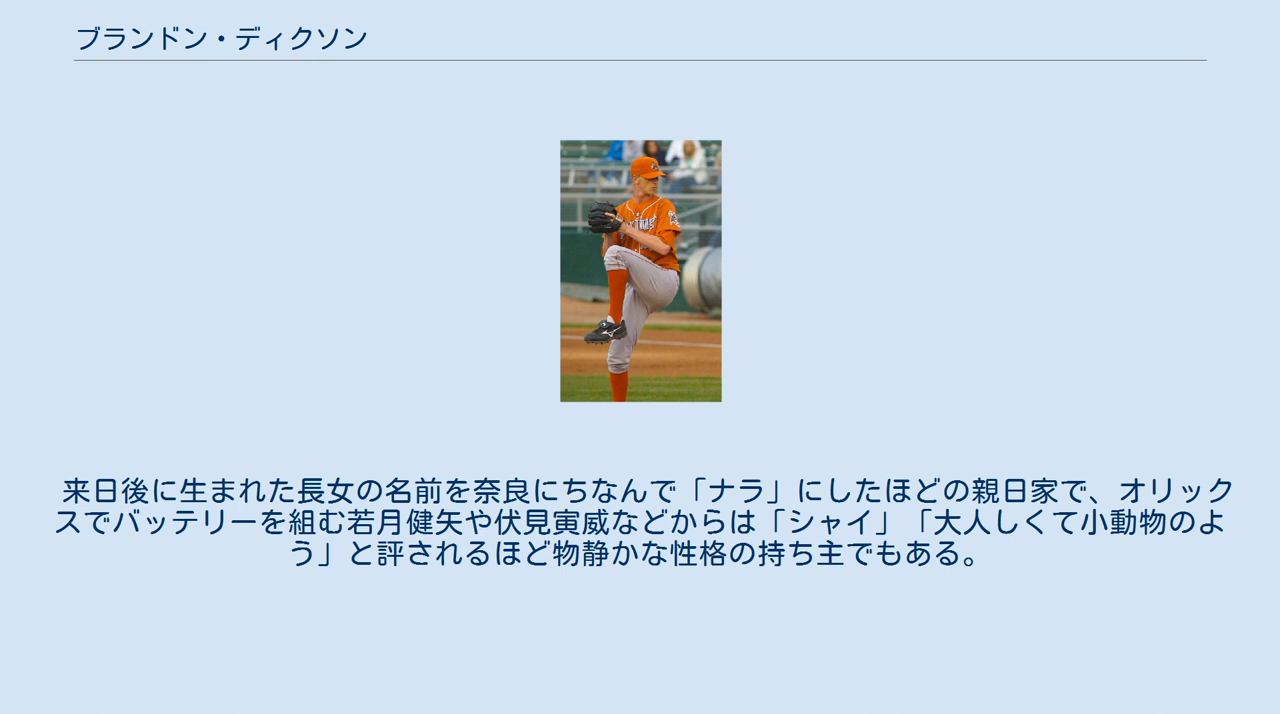 ブランドン・ディクソン
来日後に生まれた長女の名前を奈良にちなんで「ナラ」にしたほどの親日家で、オリック
スでバッテリーを組む若月健矢や伏見寅威などからは「シャイ」「大人しくて小動物のよ
う」と評されるほど物静かな性格の持ち主でもある。